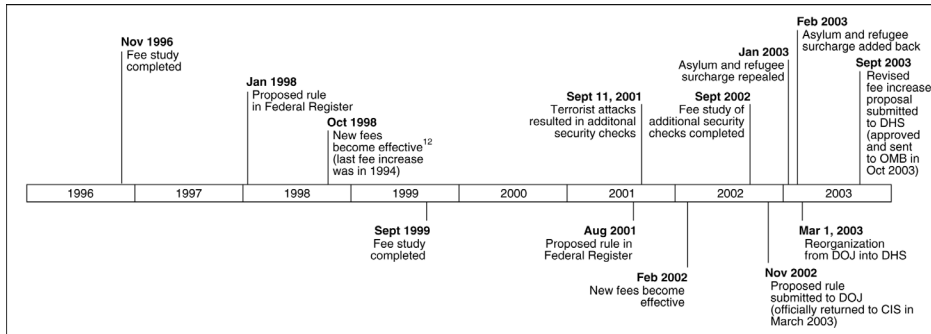 Nov 1996
Fee study
completed
Jan 1998
Proposed rule
in Federal Register
Oct 1998
New fees
become effective12
(last fee increase
was in 1994)
Sept 11, 2001
Terrorist attacks
resulted in additonal
security checks
Sept 2002
Fee study of
additional security
checks completed
Jan 2003
Asylum and refugee
surcharge repealed
Feb 2003
Asylum and refugee
surcharge added back
Sept 2003
Revised
fee increase
proposal
submitted
to DHS
(approved
and sent
to OMB in
Oct 2003)
1996 1997 1998 1999 2000 2001 2002 2003
Sept 1999
Fee study
completed
Aug 2001
Proposed rule in
Federal Register
Feb 2002
New fees become
effective
Nov 2002
Proposed rule
submitted to DOJ
(officially returned to CIS in
March 2003)
Mar 1, 2003
Reorganization
from DOJ into DHS